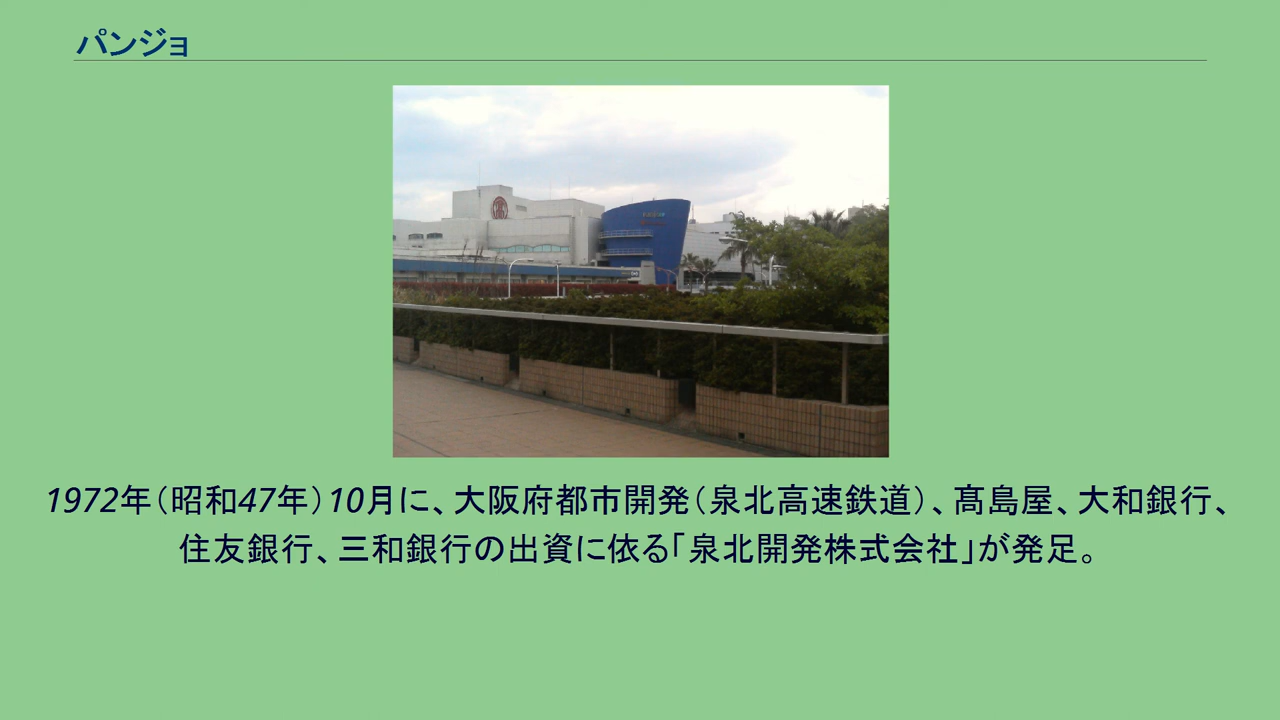 パンジョ
髙
1972年（昭和47年）10月に、大阪府都市開発（泉北高速鉄道）、髙島屋、大和銀行、
住友銀行、三和銀行の出資に依る「泉北開発株式会社」が発足。